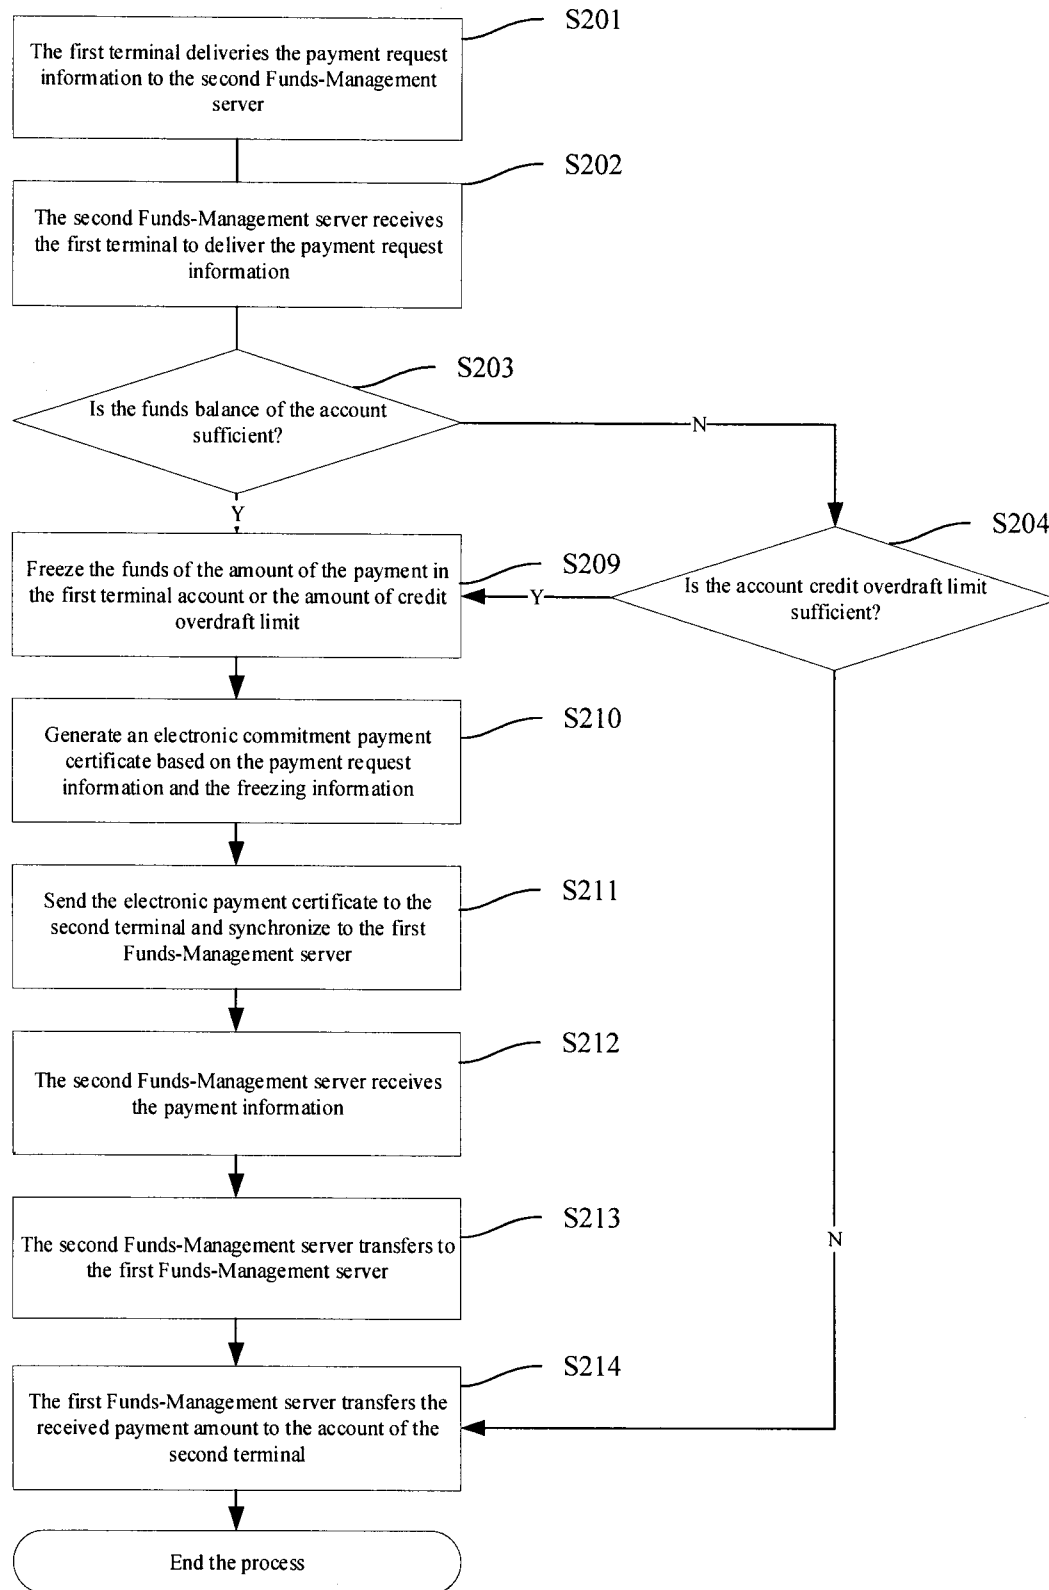 S201
The first terminal deliveries the payment request
information to the second Funds-Management
server
S202
The second Funds-Management server receives
the first terminal to deliver the payment request
information
S203
Is the funds balance of the account
sufficient?
N
Y
S204
Is the account credit overdraft limit
sufficient?
Y
S209
Freeze the funds of the amount of the payment in
the first terminal account or the amount of credit
overdraft limit
S210
Generate an electronic commitment payment
certificate based on the payment request
information and the freezing information
S211
Send the electronic payment certificate to the
second terminal and synchronize to the first
Funds-Management server
S212
The second Funds-Management server receives
the payment information
S213
The second Funds-Management server transfers to
the first Funds-Management server
N
S214
The first Funds-Management server transfers the
received payment amount to the account of the
second terminal
End the process